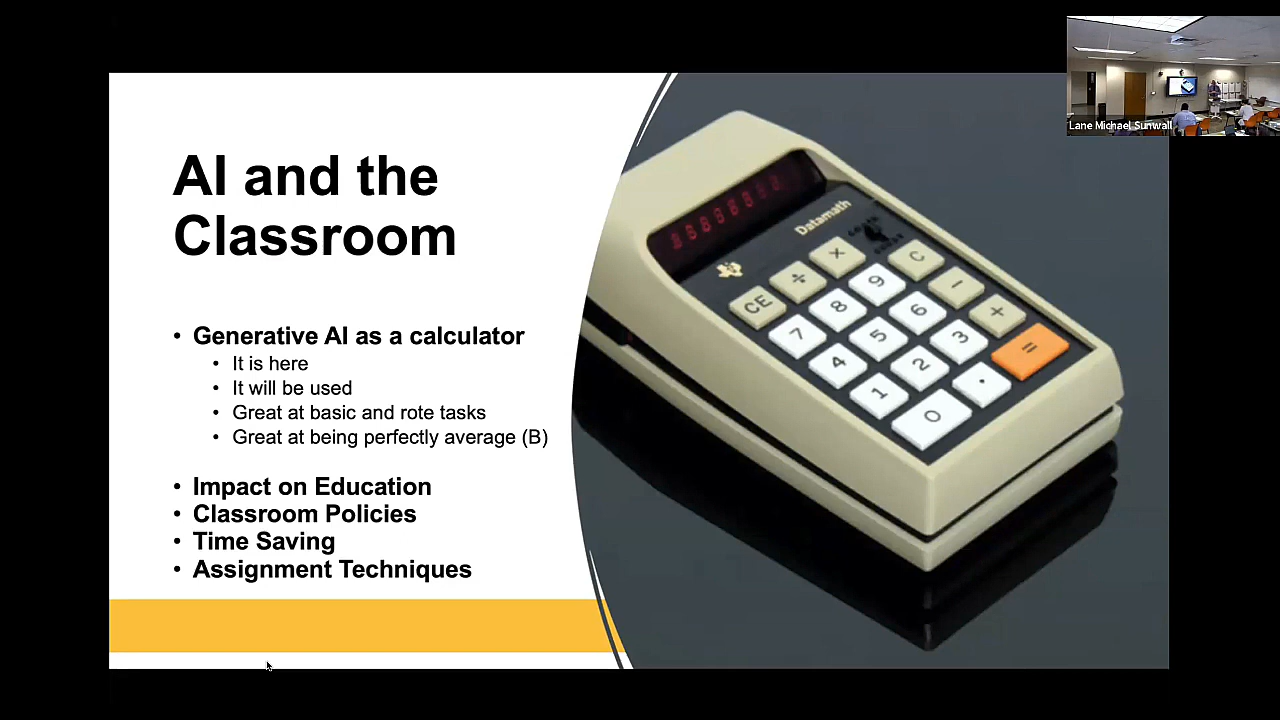 AI and the
Classroom
• Generative AI as a calculator
• It is here
• It will be used
• Great at basic and rote tasks
• Great at being perfectly average (B)
• Impact on Education
• Classroom Policies
• Time Saving
• Assignment Techniques
Datamath
CE ÷ × C
7 8 9 −
4 5 6 +
1 2 3 =
0 .
Lane Michael Sunwall